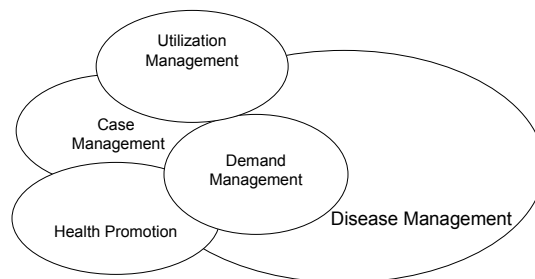 Utilization
Management
Case
Management
Demand
Management
Health Promotion
Disease Management